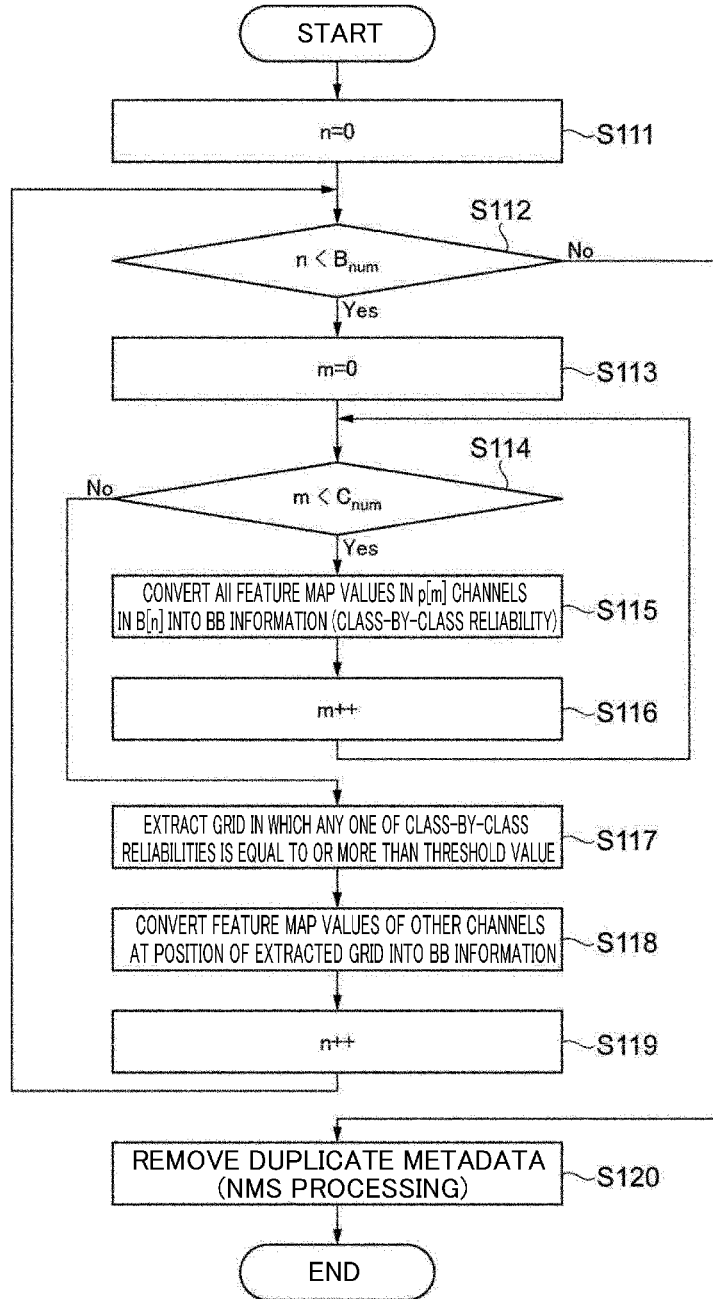 START
n=0
S111
S112
n < Bnum
No
Yes
m=0
S113
S114
No
m < Cnum
Yes
CONVERT All FEATURE MAP VALUES IN p[m] CHANNELS
IN B[n] INTO BB INFORMATION (CLASS-BY-CLASS RELIABILITY)
S115
m++
S116
EXTRACT GRID IN WHICH ANY ONE OF CLASS-BY-CLASS
RELIABILITIES IS EQUAL TO OR MORE THAN THRESHOLD VALUE
S117
CONVERT FEATURE MAP VALUES OF OTHER CHANNELS
AT POSITION OF EXTRACTED GRID INTO BB INFORMATION
S118
n++
S119
REMOVE DUPLICATE METADATA
(NMS PROCESSING)
S120
END